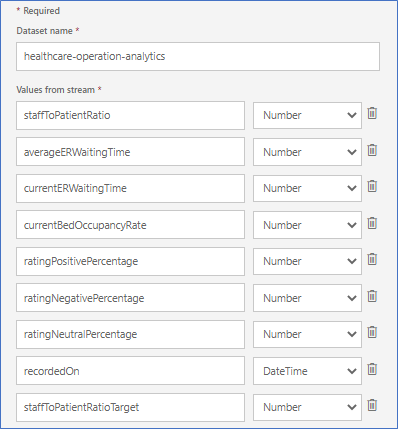 * Required
Dataset name *
healthcare-operation-analytics
Values from stream *
staffToPatientRatio Number
averageERWaitingTime Number
currentERWaitingTime Number
currentBedOccupancyRate Number
ratingPositivePercentage Number
ratingNegativePercentage Number
ratingNeutralPercentage Number
recordedOn DateTime
staffToPatientRatioTarget Number